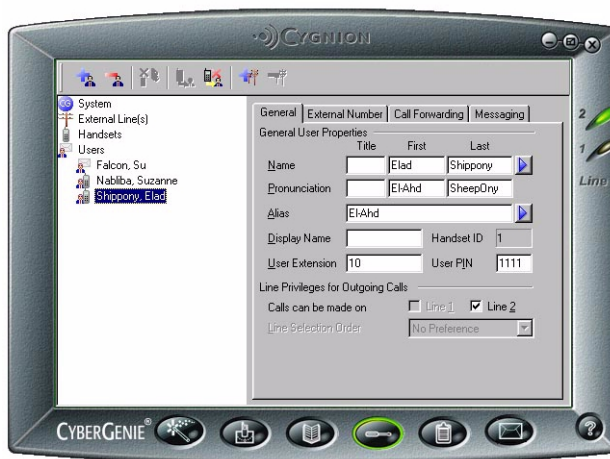 CYGNION
System
External Line(s)
Handsets
Users
Falcon, Su
Nabliba, Suzanne
Shippony, Elad
General External Number Call Forwarding Messaging
General User Properties
Title First Last
Name Elad Shippony
Pronunciation El-Ahd SheepOny
Alias El-Ahd
Display Name Handset ID 1
User Extension 10 User PIN 1111
Line Privileges for Outgoing Calls
Calls can be made on Line 1 Line 2
Line Selection Order No Preference
2
1
Line
CYBERGENIE®
?